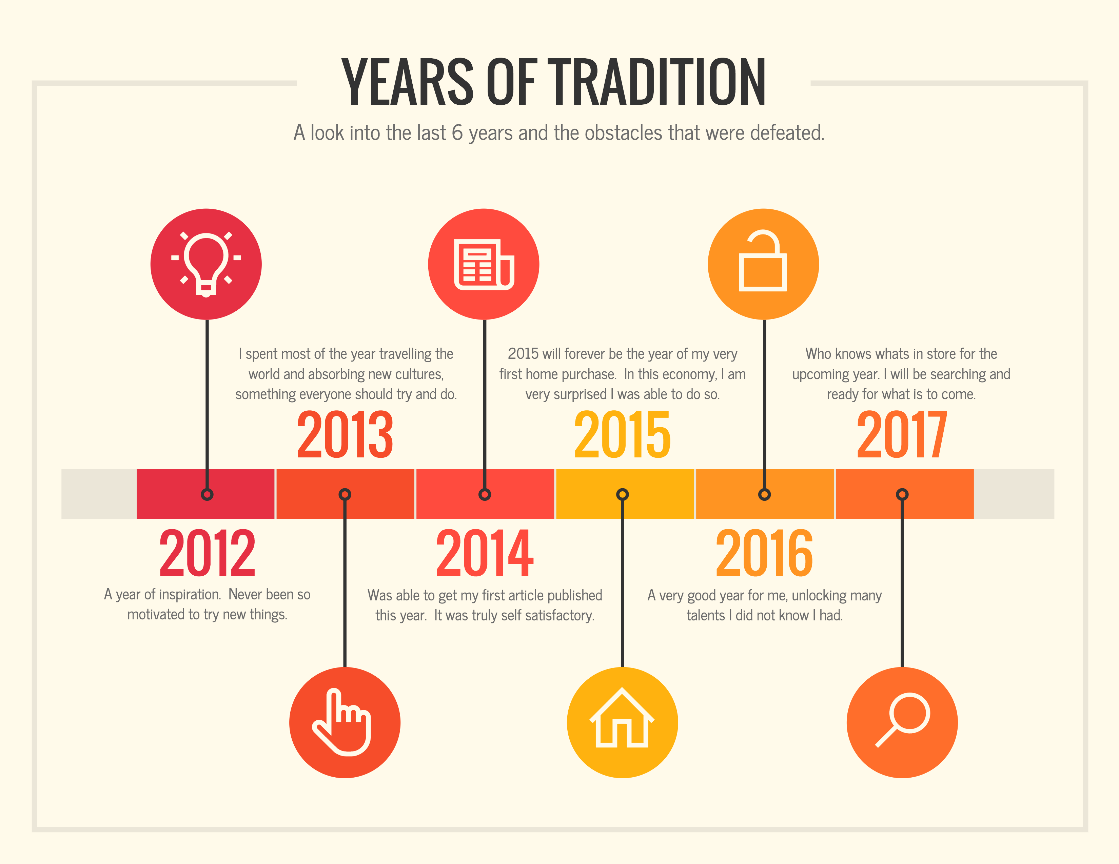 YEARS OF TRADITION
A look into the last 6 years and the obstacles that were defeated.
2012
A year of inspiration.  Never been so
motivated to try new things.
I spent most of the year travelling the
world and absorbing new cultures,
something everyone should try and do.
2013
2014
Was able to get my first article published
this year.  It was truly self satisfactory.
2015 will forever be the year of my very
first home purchase.  In this economy, I am
very surprised I was able to do so.
2015
2016
A very good year for me, unlocking many
talents I did not know I had.
Who knows whats in store for the
upcoming year. I will be searching and
ready for what is to come.
2017